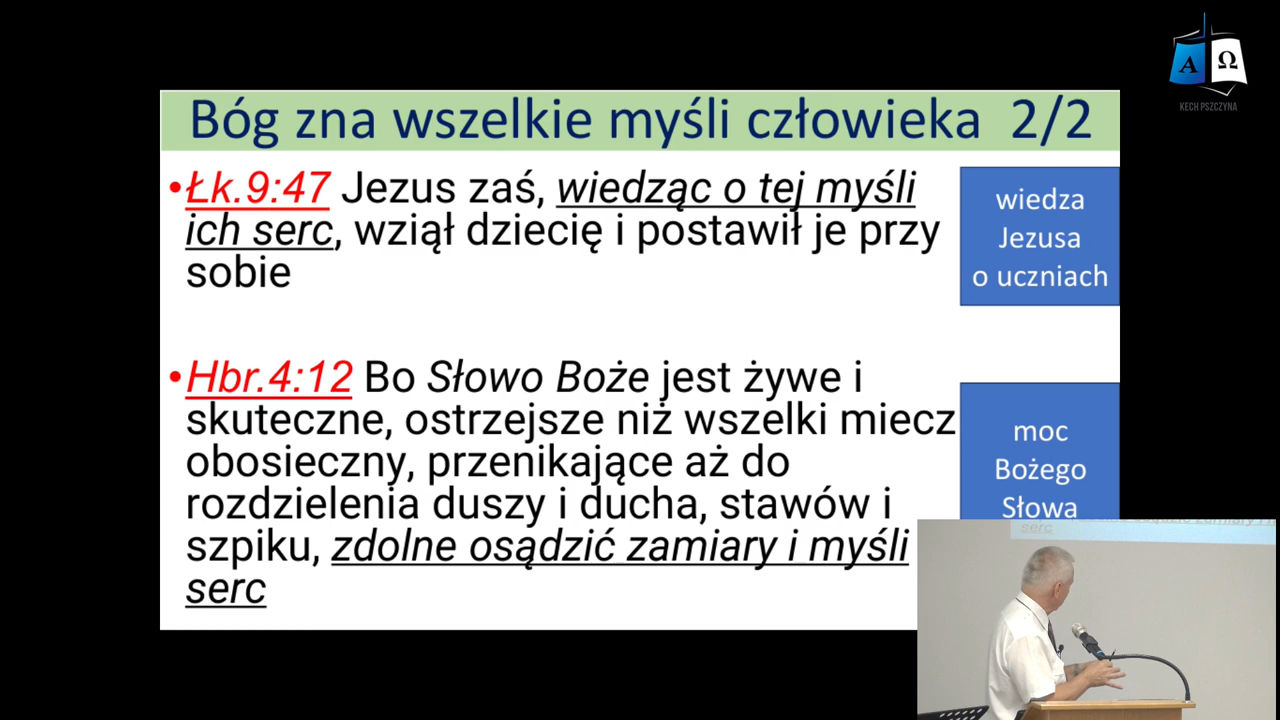 A Ω
KECH PSZCZYNA
Bóg zna wszelkie myśli człowieka 2/2
•Łk.9:47 Jezus zaś, wiedząc o tej myśli
ich serc, wziął dziecię i postawił je przy
sobie
wiedza
Jezusa
o uczniach
•Hbr.4:12 Bo Słowo Boże jest żywe i
skuteczne, ostrzejsze niż wszelki miecz
obosieczny, przenikające aż do
rozdzielenia duszy i ducha, stawów i
szpiku, zdolne osądzić zamiary i myśli
serc
moc
Bożego
Słowa
serc